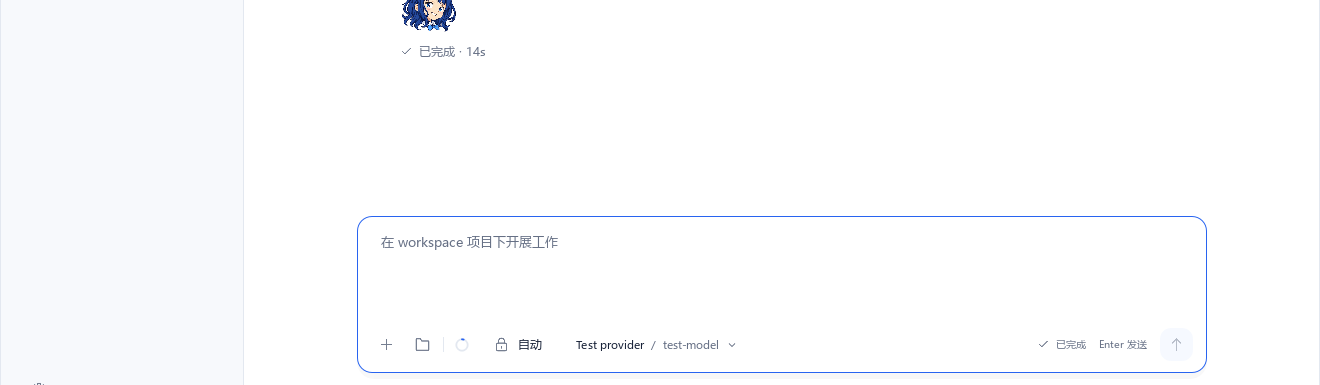 已完成 · 14s
在 workspace 项目下开展工作
自动 Test provider / test-model 已完成 Enter 发送